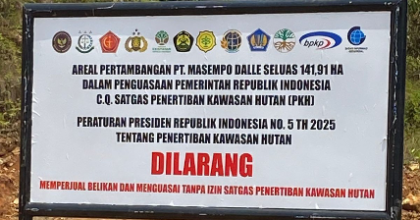 AREAL PERTAMBANGAN PT. MASEMPO DALLE SELUAS 141,91 HA
DALAM PENGUASAAN PEMERINTAH REPUBLIK INDONESIA
C.Q. SATGAS PENERTIBAN KAWASAN HUTAN (PKH)
PERATURAN PRESIDEN REPUBLIK INDONESIA NO. 5 TH 2025
TENTANG PENERTIBAN KAWASAN HUTAN
DILARANG
MEMPERJUAL BELIKAN DAN MENGUASAI TANPA IZIN SATGAS PENERTIBAN KAWASAN HUTAN
bpkp